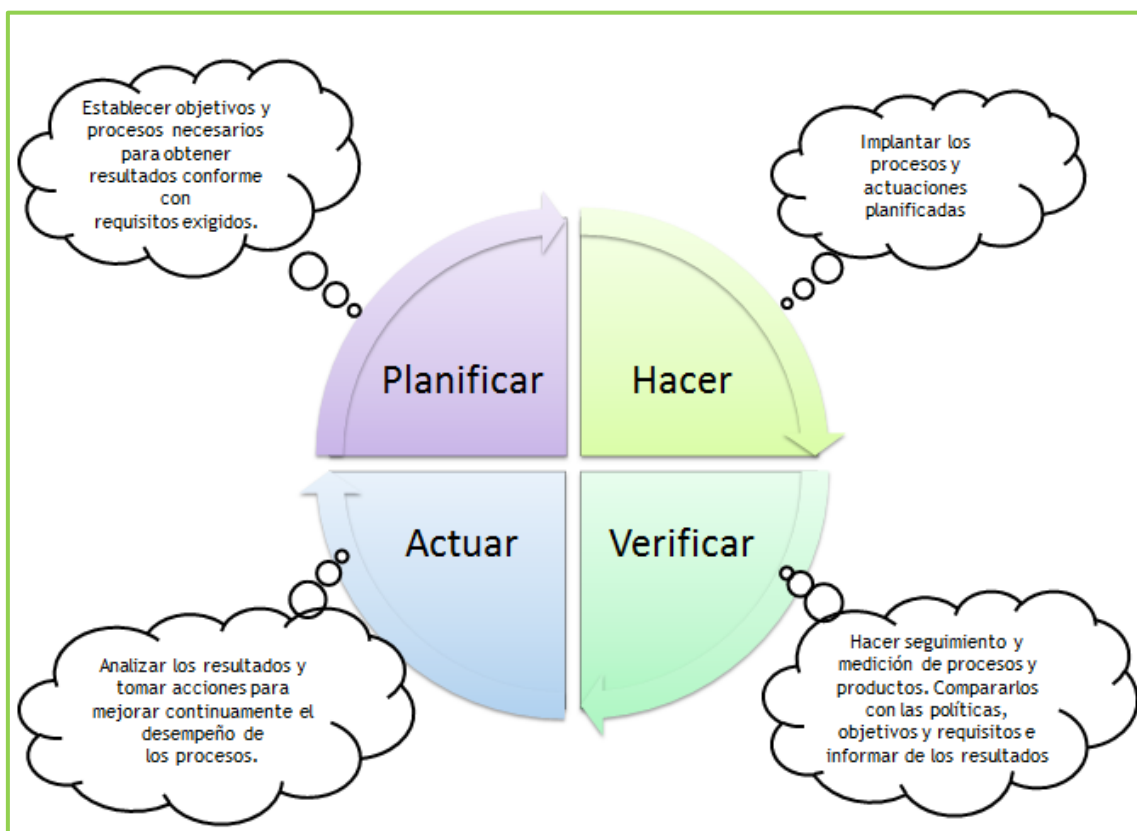 Establecer objetivos y
procesos necesarios
para obtener
resultados conforme
con
requisitos exigidos.
Implantar los
procesos y
actuaciones
planificadas
Planificar
Hacer
Actuar
Verificar
Analizar los resultados y
tomar acciones para
mejorar continuamente el
desempeño de
los procesos.
Hacer seguimiento y
medición de procesos y
productos. Compararlos
con las políticas,
objetivos y requisitos e
informar de los resultados